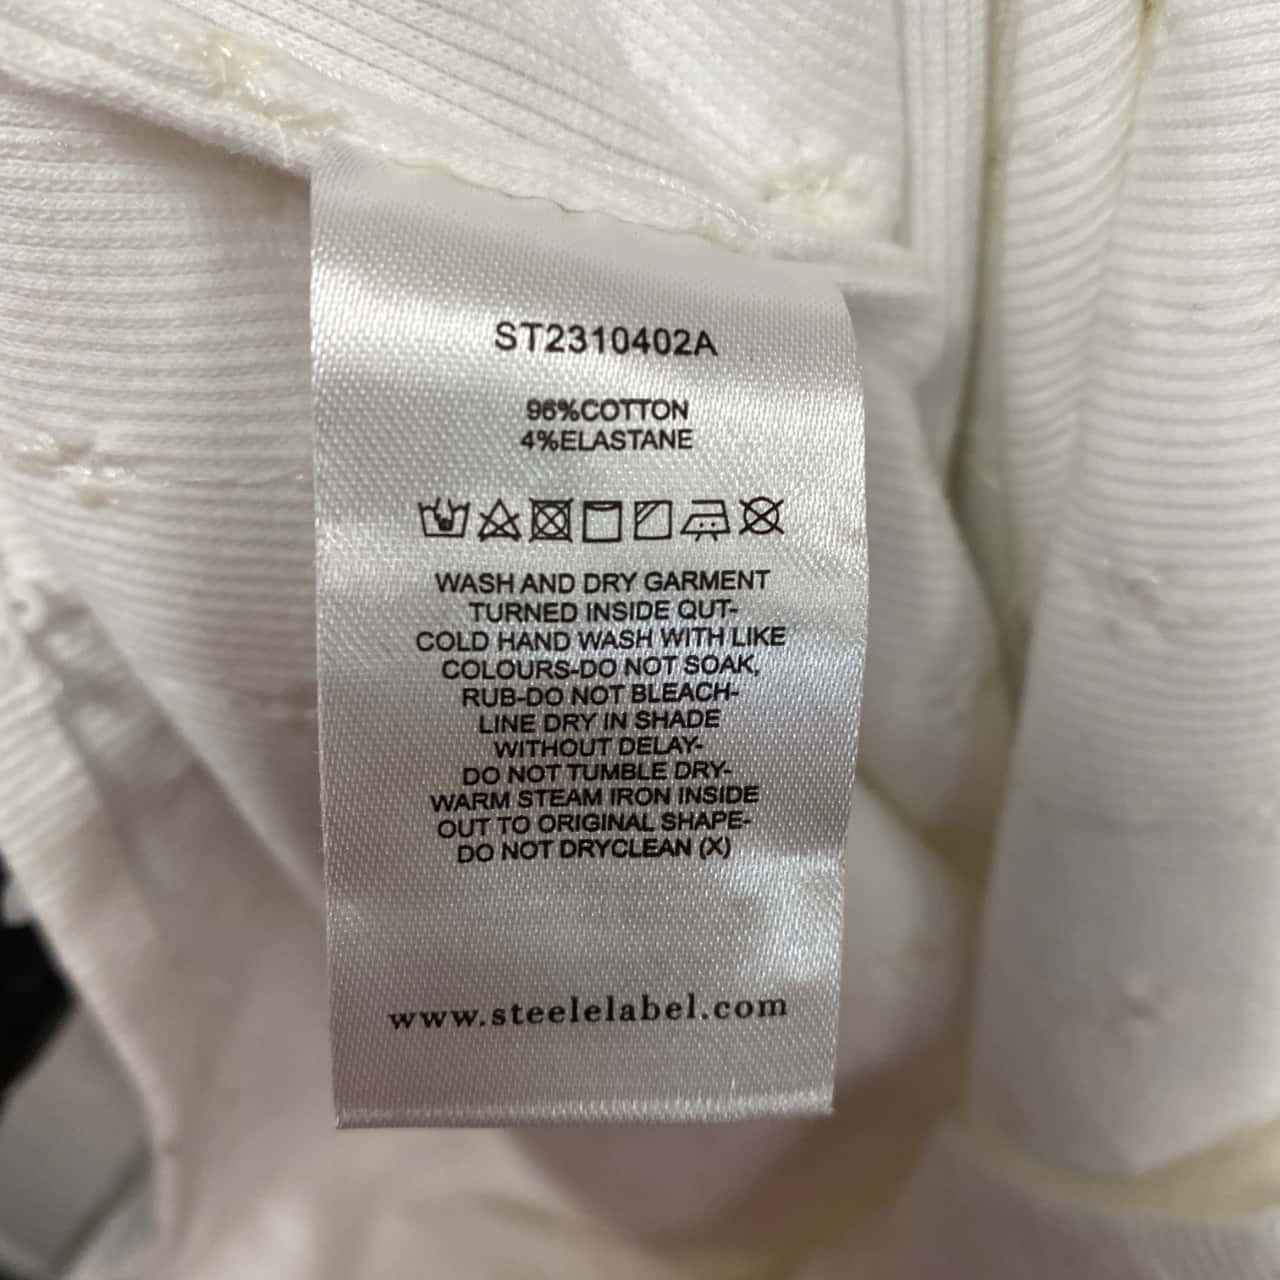 ST2310402A
96%COTTON
4%ELASTANE
WASH AND DRY GARMENT
TURNED INSIDE OUT-
COLD HAND WASH WITH LIKE
COLOURS-DO NOT SOAK,
RUB-DO NOT BLEACH-
LINE DRY IN SHADE
WITHOUT DELAY-
DO NOT TUMBLE DRY-
WARM STEAM IRON INSIDE
OUT TO ORIGINAL SHAPE-
DO NOT DRYCLEAN (X)
www.steelelabel.com